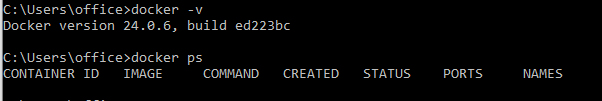 C:\Users\office>docker -v
Docker version 24.0.6, build ed223bc
C:\Users\office>docker ps
CONTAINER ID   IMAGE     COMMAND   CREATED   STATUS    PORTS     NAMES